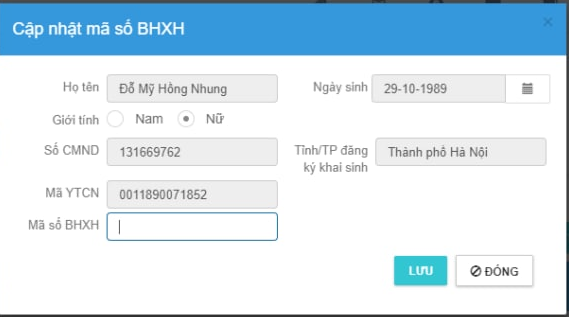 Cập nhật mã số BHXH
×
Họ tên Đỗ Mỹ Hồng Nhung Ngày sinh 29-10-1989
Giới tính Nam Nữ
Số CMND 131669762 Tỉnh/TP đăng
ký khai sinh Thành phố Hà Nội
Mã YTCN 0011890071852
Mã số BHXH
LƯU ĐÓNG